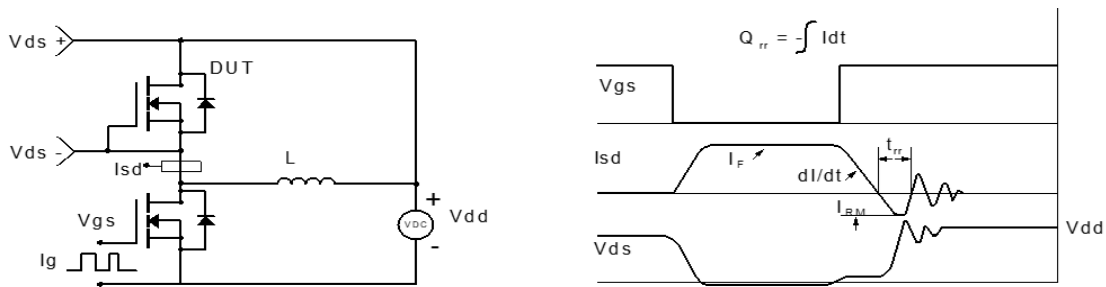 Vds +
DUT
Vds -
Isd
L
Vgs
Ig
+
VDC
-
Vdd
Q rr = -∫ Idt
Vgs
Isd
I F
dI/dt
t rr
I RM
Vds
Vdd